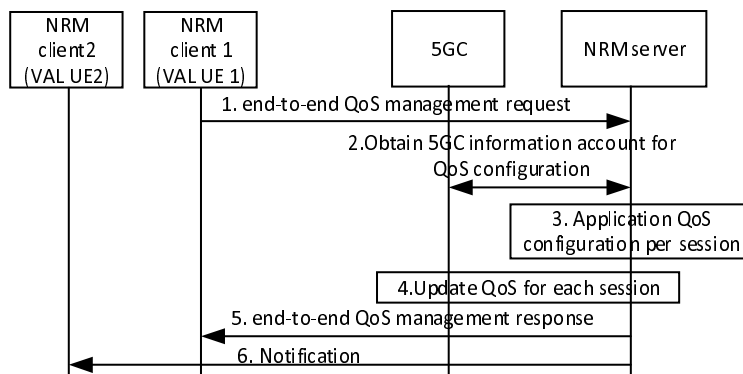 NRM
client2
(VAL UE2)
NRM
client 1
(VAL UE 1)
5GC
NRM server
1. end-to-end QoS management request
2.Obtain 5GC information account for
QoS configuration
3. Application QoS
configuration per session
4.Update QoS for each session
5. end-to-end QoS management response
6. Notification